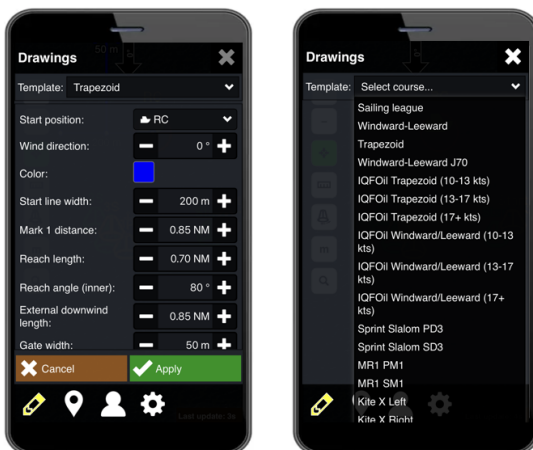 Drawings
50 m
Template: Trapezoid
Start position: RC
Wind direction: 0 °
Color:
Start line width: 200 m
Mark 1 distance: 0.85 NM
Reach length: 0.70 NM
Reach angle (inner): 80 °
External downwind
length: 0.85 NM
Gate width: 50 m
Cancel
Apply
Last update: 3s
Drawings
Template: Select course...
Sailing league
Windward-Leeward
Trapezoid
Windward-Leeward J70
IQFOil Trapezoid (10-13 kts)
IQFOil Trapezoid (13-17 kts)
IQFOil Trapezoid (17+ kts)
IQFOil Windward/Leeward (10-13
kts)
IQFOil Windward/Leeward (13-17
kts)
IQFOil Windward/Leeward (17+
kts)
Sprint Slalom PD3
Sprint Slalom SD3
MR1 PM1
MR1 SM1
Kite X Left
Kite X Right